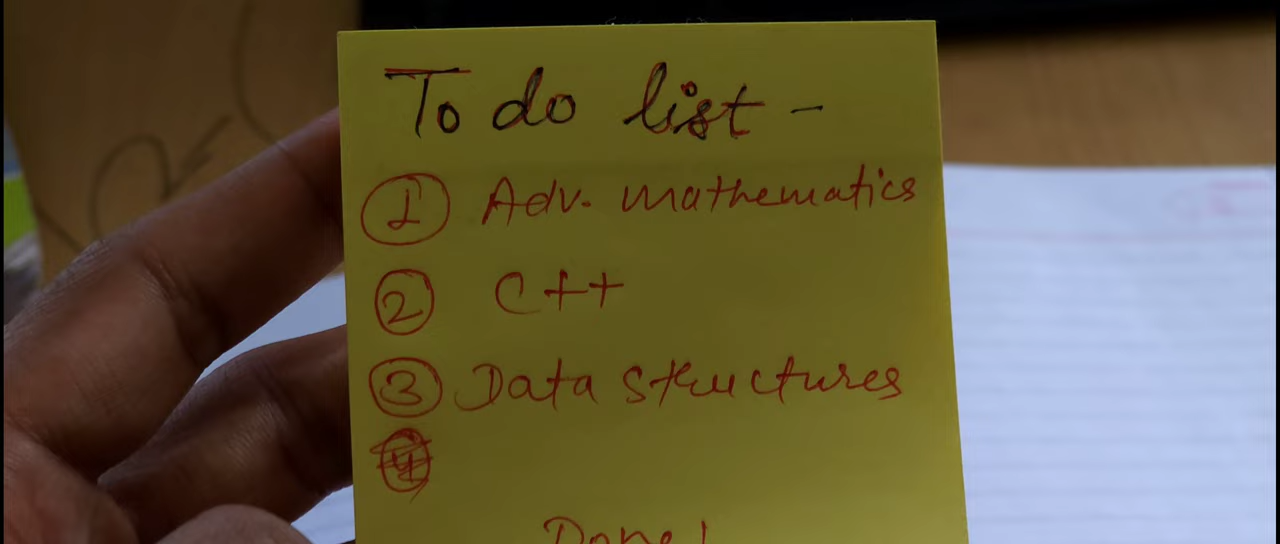 To do list -
1 Adv. mathematics
2 C++
3 Data structures
4
Done!